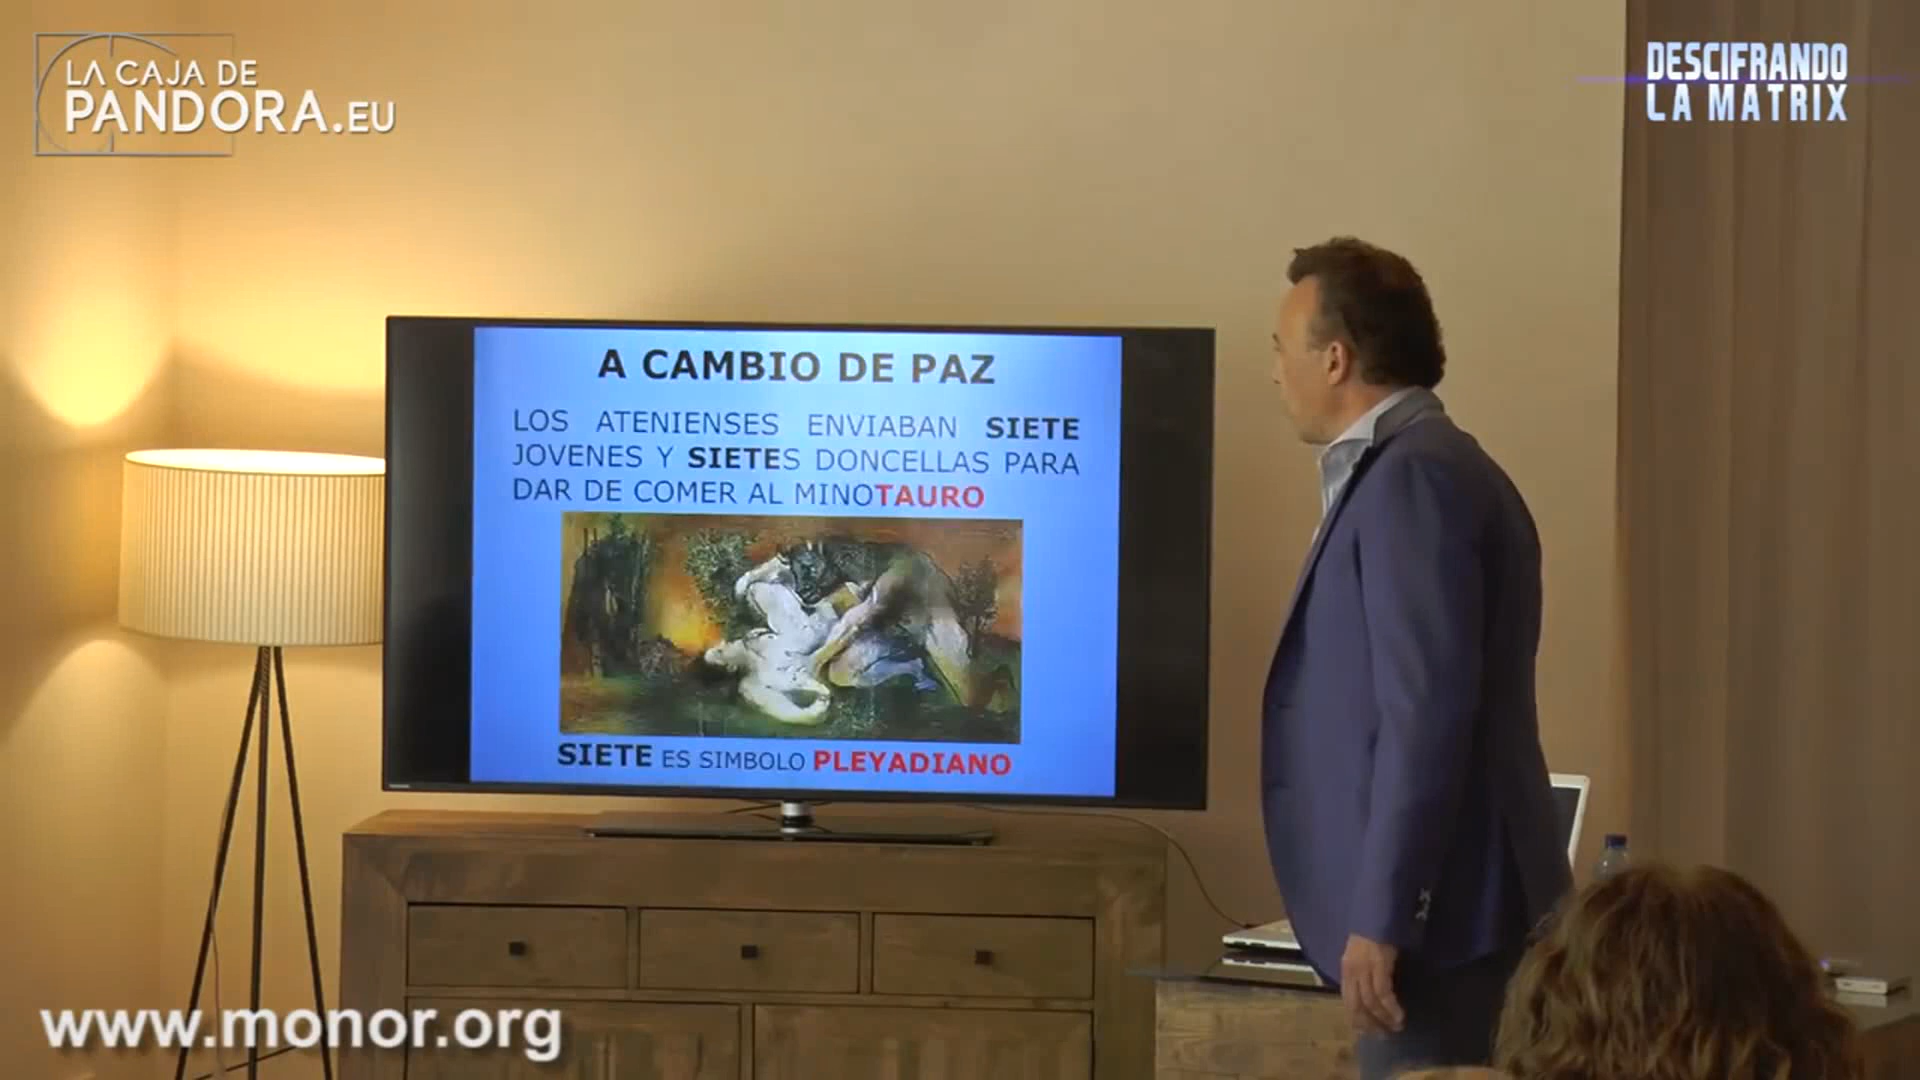 LA CAJA DE
PANDORA.EU
DESCIFRANDO
LA MATRIX
A CAMBIO DE PAZ
LOS ATENIENSES ENVIABAN SIETE
JOVENES Y SIETES DONCELLAS PARA
DAR DE COMER AL MINOTAURO
SIETE ES SIMBOLO PLEYADIANO
www.monor.org